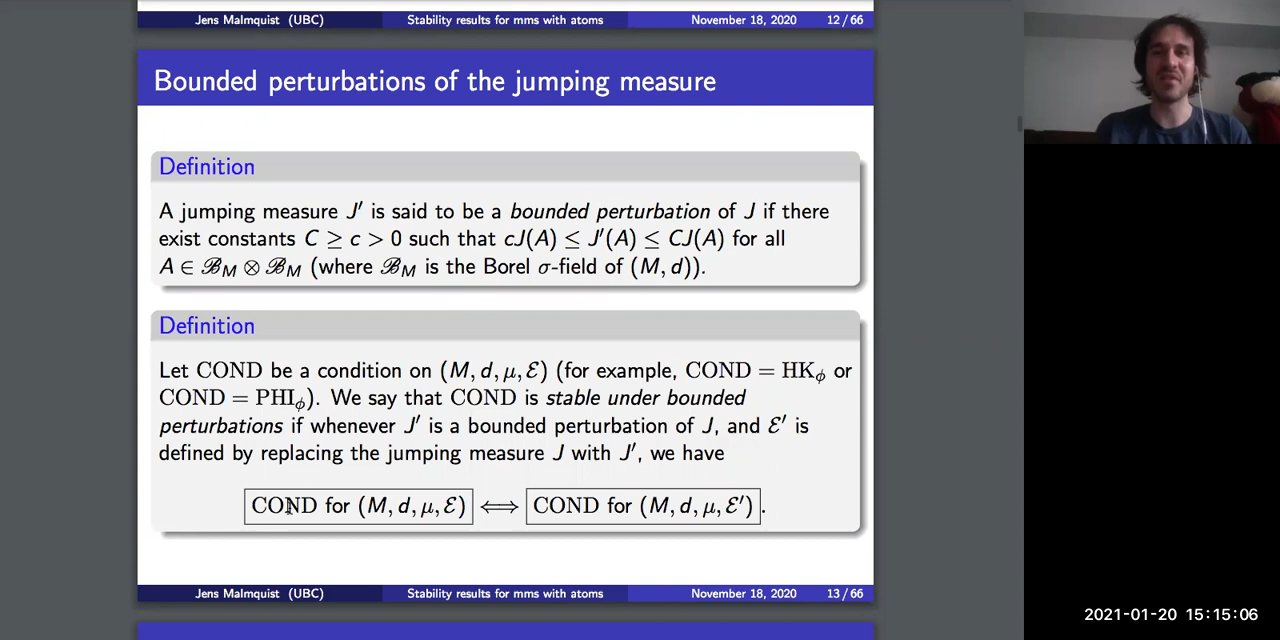 Jens Malmquist (UBC) Stability results for mms with atoms November 18, 2020 12 / 66
Bounded perturbations of the jumping measure
Definition
A jumping measure J′ is said to be a bounded perturbation of J if there
exist constants C ≥ c > 0 such that cJ(A) ≤ J′(A) ≤ CJ(A) for all
A ∈ ℬ_M ⊗ ℬ_M (where ℬ_M is the Borel σ-field of (M, d)).
Definition
Let COND be a condition on (M, d, μ, ℰ) (for example, COND = HK_ϕ or
COND = PHI_ϕ). We say that COND is stable under bounded
perturbations if whenever J′ is a bounded perturbation of J, and ℰ′ is
defined by replacing the jumping measure J with J′, we have
COND for (M, d, μ, ℰ) ⟺ COND for (M, d, μ, ℰ′).
Jens Malmquist (UBC) Stability results for mms with atoms November 18, 2020 13 / 66
2021-01-20 15:15:06